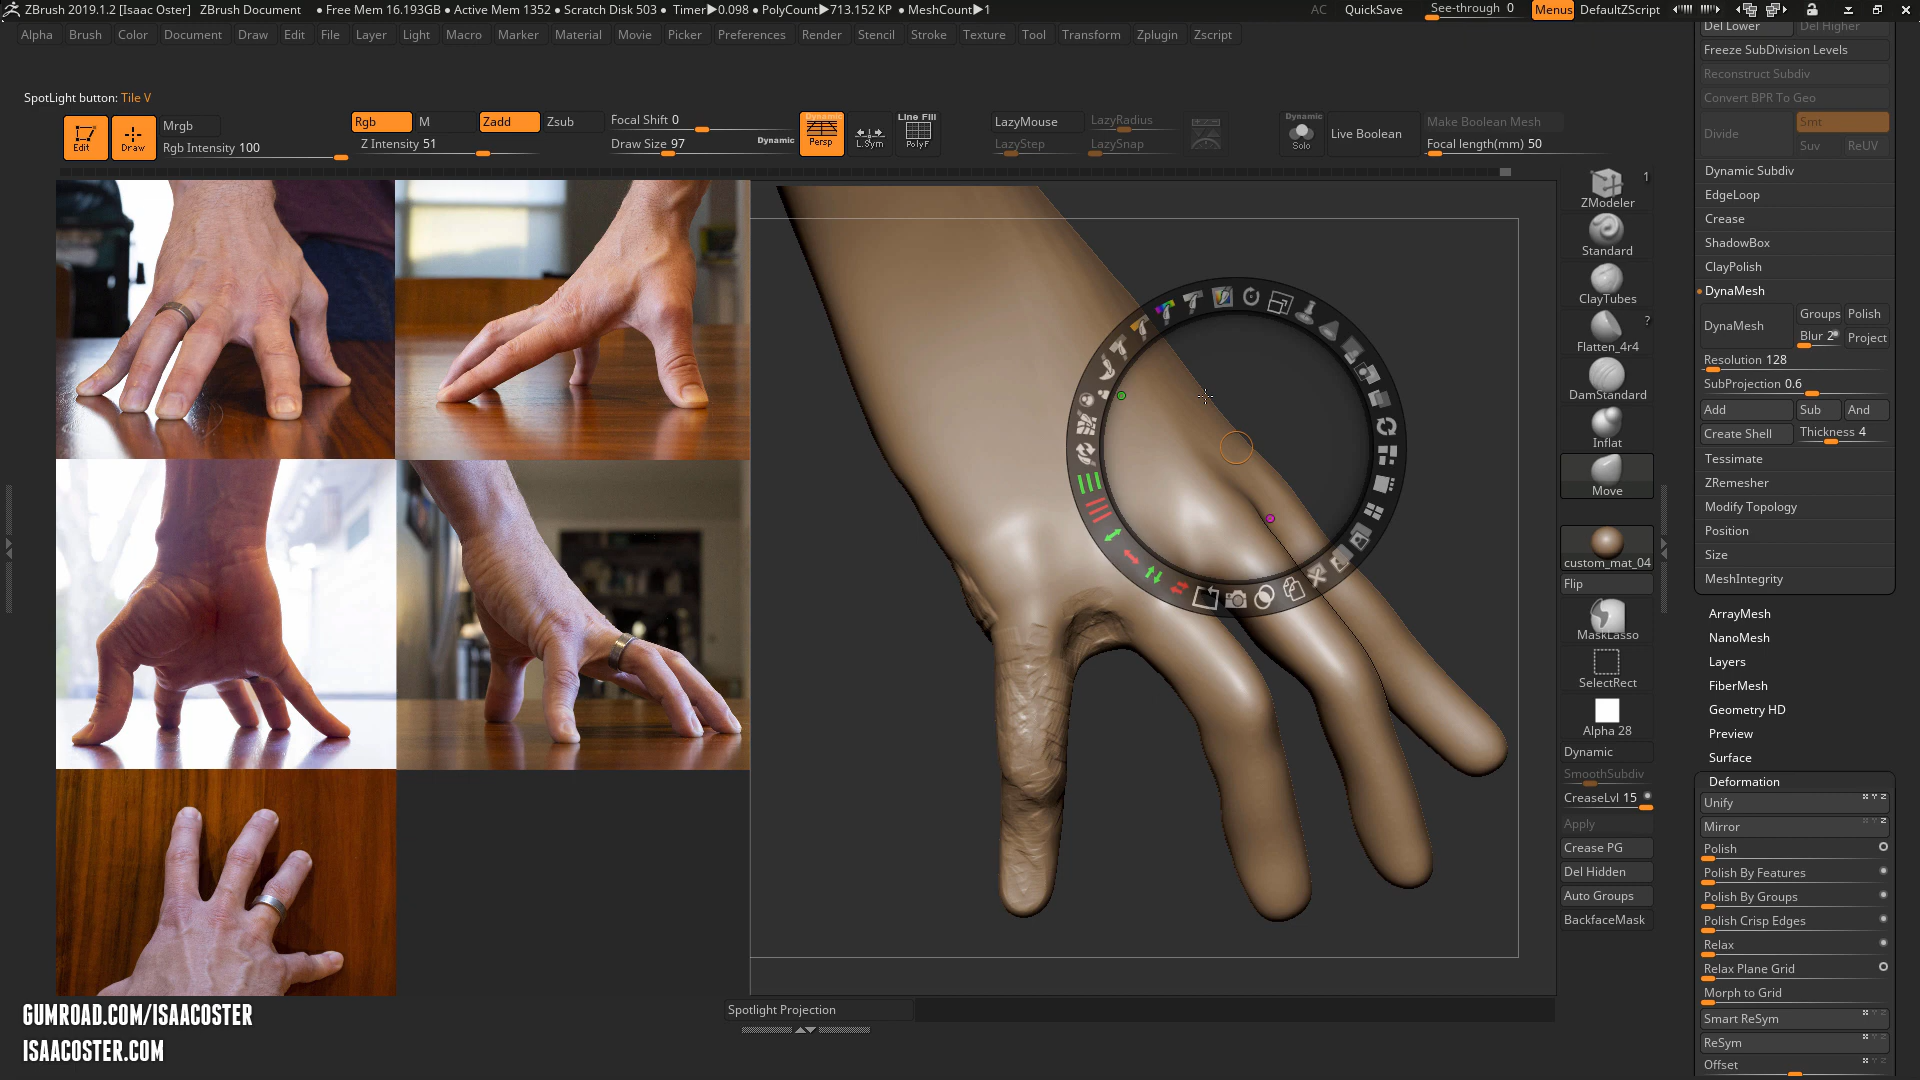 ZBrush 2019.1.2 [Isaac Oster] ZBrush Document • Free Mem 16.193GB • Active Mem 1352 • Scratch Disk 503 • Timer▶0.098 • PolyCount▶713.152 KP • MeshCount▶1 AC QuickSave See-through 0 Menus DefaultZScript
Alpha Brush Color Document Draw Edit File Layer Light Macro Marker Material Movie Picker Preferences Render Stencil Stroke Texture Tool Transform Zplugin Zscript
SpotLight button: Tile V
Edit
Draw
Mrgb
Rgb Intensity 100
Rgb M Zadd Zsub
Z Intensity 51
Focal Shift 0
Draw Size 97 Dynamic
Dynamic
Persp
L.Sym
Line Fill
PolyF
LazyMouse LazyRadius
LazyStep LazySnap
Dynamic
Solo
Live Boolean
Make Boolean Mesh
Focal length(mm) 50
1
ZModeler
Standard
ClayTubes
?
Flatten_4r4
DamStandard
Inflat
Move
custom_mat_04
Flip
MaskLasso
SelectRect
Alpha 28
Dynamic
SmoothSubdiv
CreaseLvl 15
Apply
Crease PG
Del Hidden
Auto Groups
BackfaceMask
Del Lower Del Higher
Freeze SubDivision Levels
Reconstruct Subdiv
Convert BPR To Geo
Divide Smt
Suv ReUV
Dynamic Subdiv
EdgeLoop
Crease
ShadowBox
ClayPolish
DynaMesh
DynaMesh Groups Polish
Blur 2 Project
Resolution 128
SubProjection 0.6
Add Sub And
Create Shell Thickness 4
Tessimate
ZRemesher
Modify Topology
Position
Size
MeshIntegrity
ArrayMesh
NanoMesh
Layers
FiberMesh
Geometry HD
Preview
Surface
Deformation
Unify
Mirror
Polish
Polish By Features
Polish By Groups
Polish Crisp Edges
Relax
Relax Plane Grid
Morph to Grid
Smart ReSym
ReSym
Offset
Spotlight Projection
GUMROAD.COM/ISAACOSTER
ISAACOSTER.COM